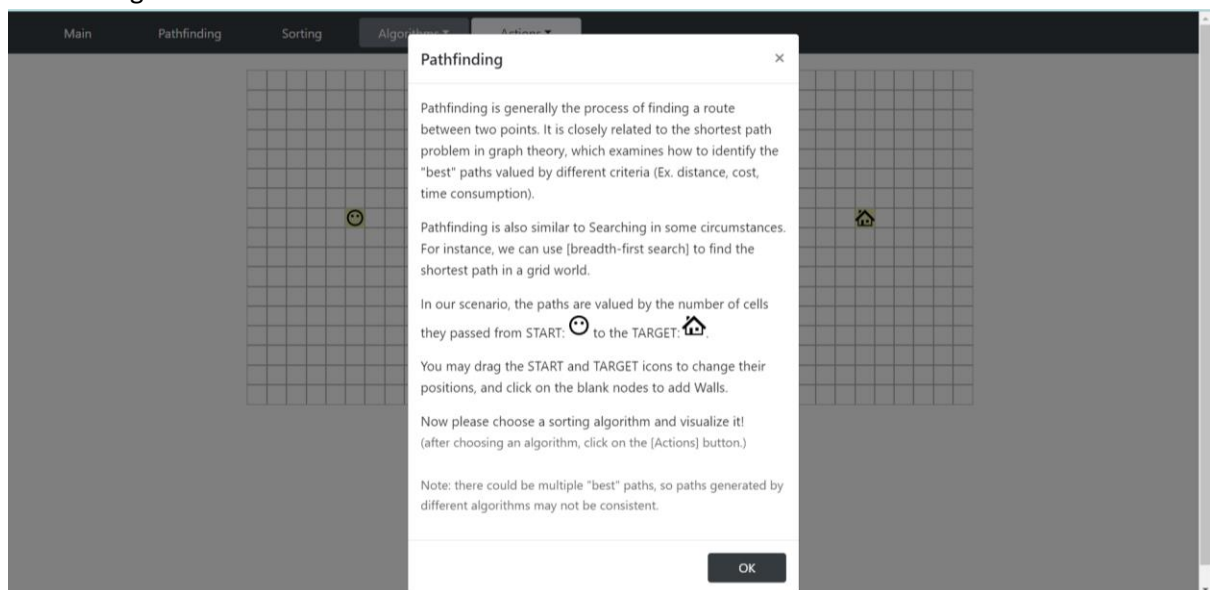 Main Pathfinding Sorting Algorithms Actions
Pathfinding ×
Pathfinding is generally the process of finding a route
between two points. It is closely related to the shortest path
problem in graph theory, which examines how to identify the
"best" paths valued by different criteria (Ex. distance, cost,
time consumption).
Pathfinding is also similar to Searching in some circumstances.
For instance, we can use [breadth-first search] to find the
shortest path in a grid world.
In our scenario, the paths are valued by the number of cells
they passed from START: to the TARGET: .
You may drag the START and TARGET icons to change their
positions, and click on the blank nodes to add Walls.
Now please choose a sorting algorithm and visualize it!
(after choosing an algorithm, click on the [Actions] button.)
Note: there could be multiple "best" paths, so paths generated by
different algorithms may not be consistent.
OK